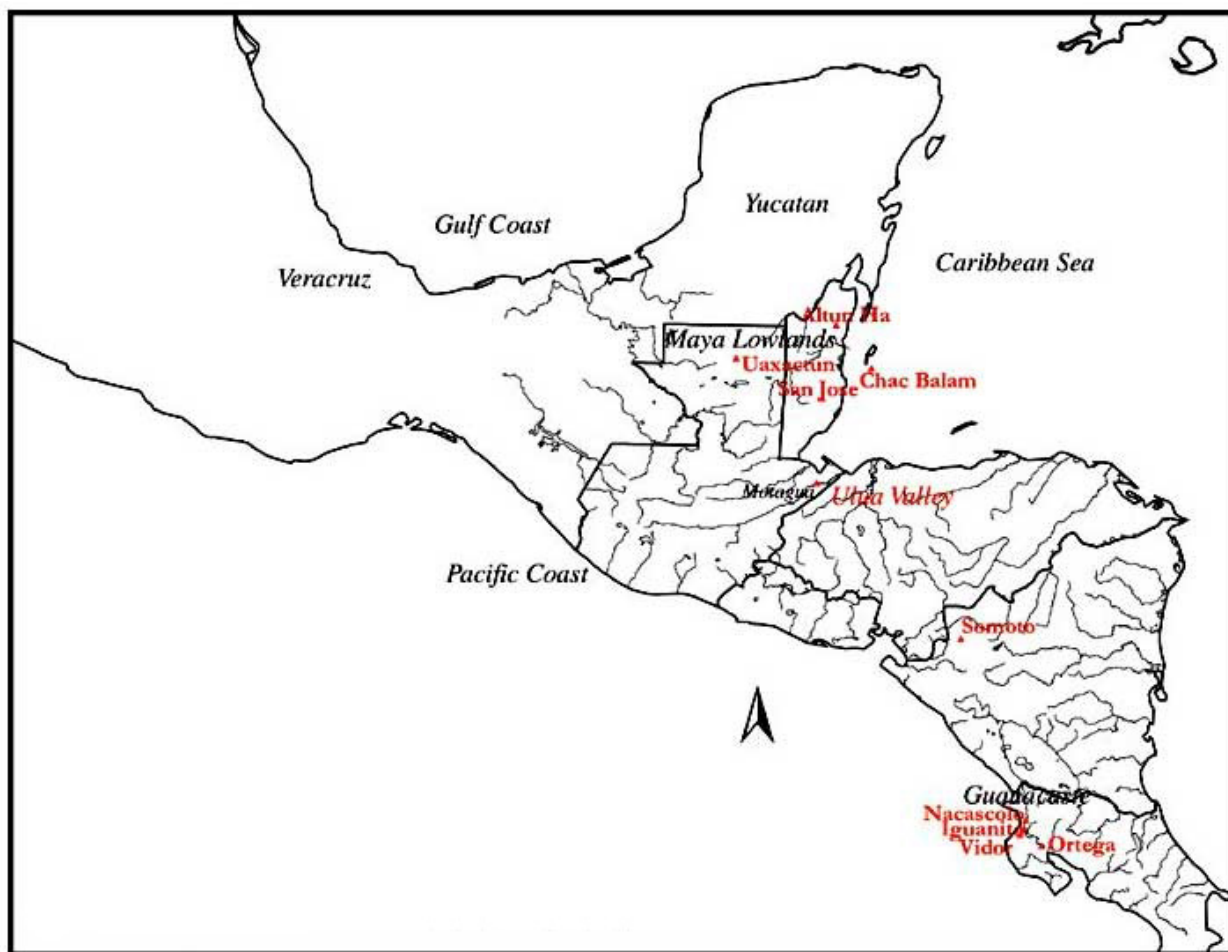 Yucatan
Gulf Coast
Caribbean Sea
Veracruz
Altun Ha
Maya Lowlands
Uaxactun
Chac Balam
San Jose
Motagua
Ulua Valley
Pacific Coast
Somoto
Guanacaste
Nacascolo
Iguanita
Vidor
Ortega